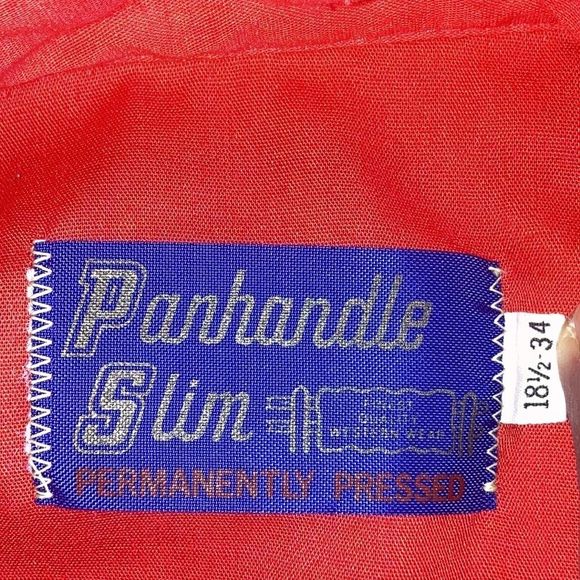 Panhandle
Slim
PERMANENTLY PRESSED
18½-34